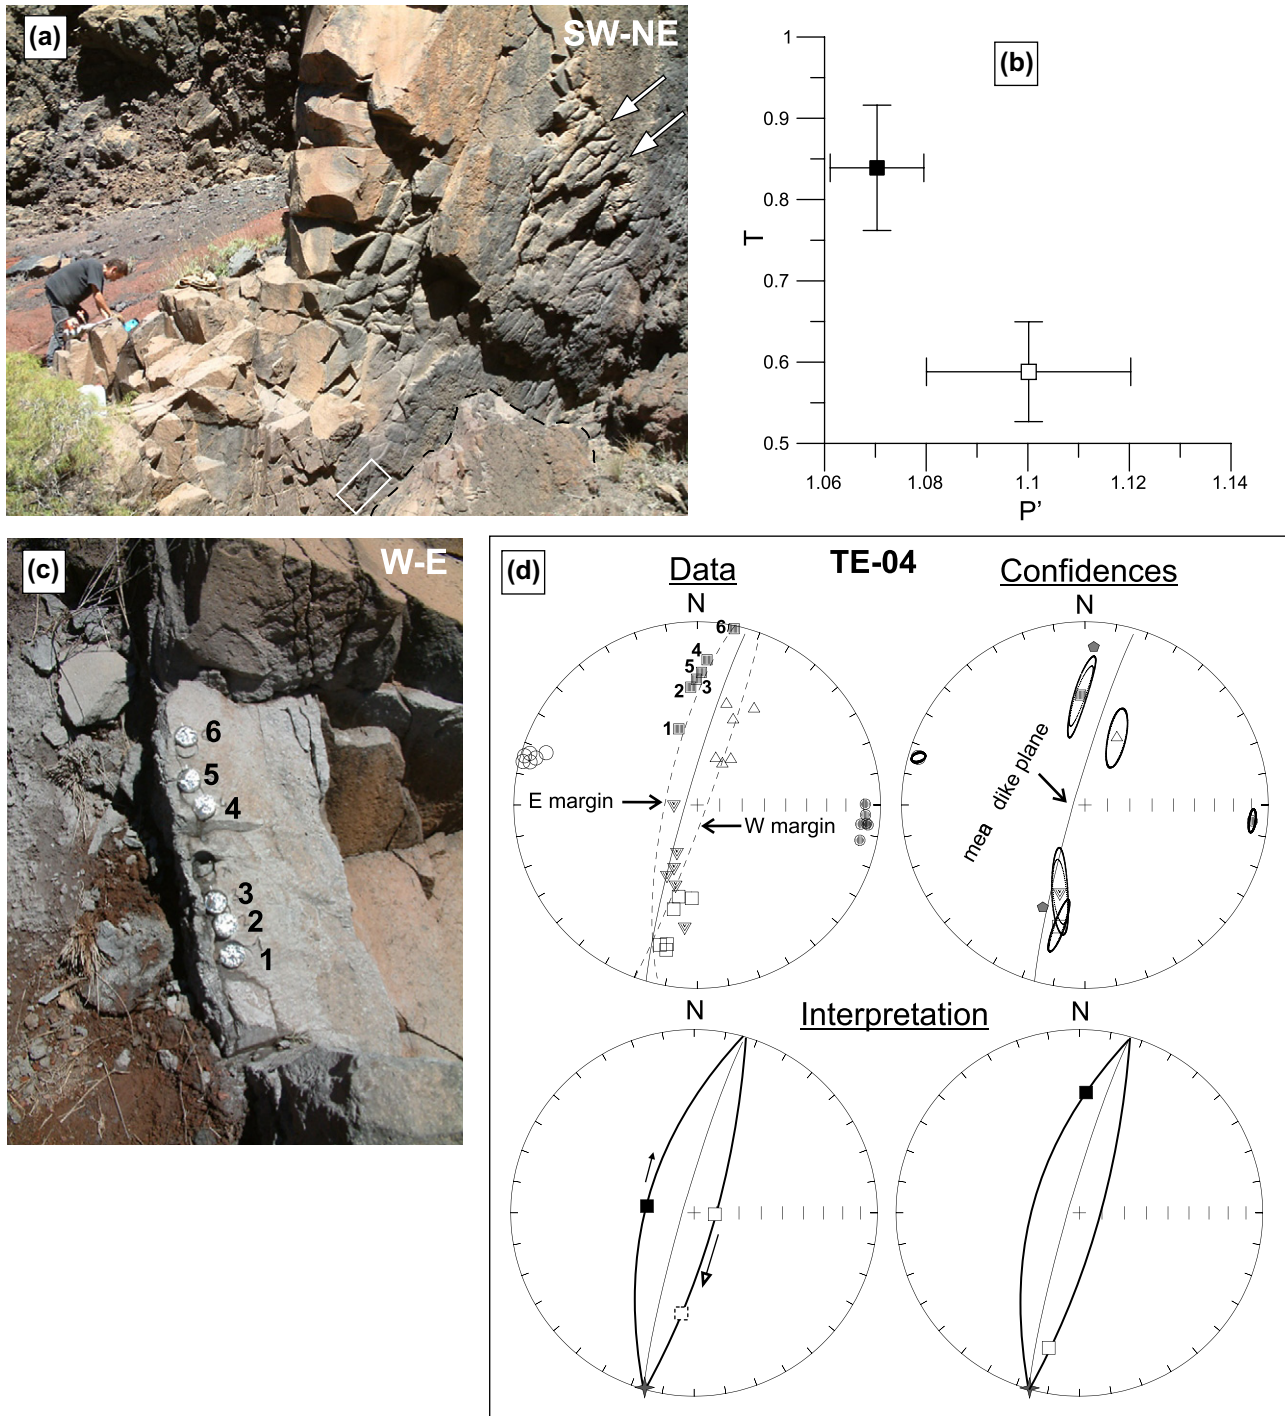 (a)
SW-NE
(b)
1
0.9
0.8
0.7
0.6
0.5
T
1.06
1.08
1.10
1.12
1.14
P'
(c)
W-E
6
5
4
3
2
1
(d)
TE-04
Data
Confidences
N
N
6
4
5
2
3
1
E margin
W margin
mean dike plane
Interpretation
N
N